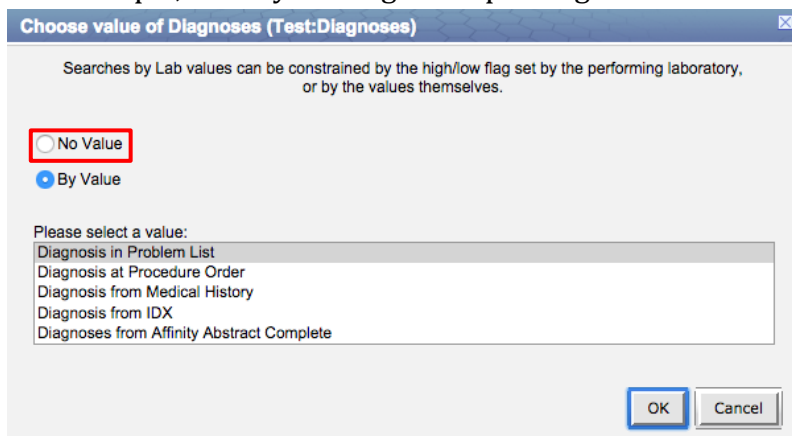 Choose value of Diagnoses (Test:Diagnoses)
Searches by Lab values can be constrained by the high/low flag set by the performing laboratory,
or by the values themselves.
No Value
By Value
Please select a value:
Diagnosis in Problem List
Diagnosis at Procedure Order
Diagnosis from Medical History
Diagnosis from IDX
Diagnoses from Affinity Abstract Complete
OK Cancel